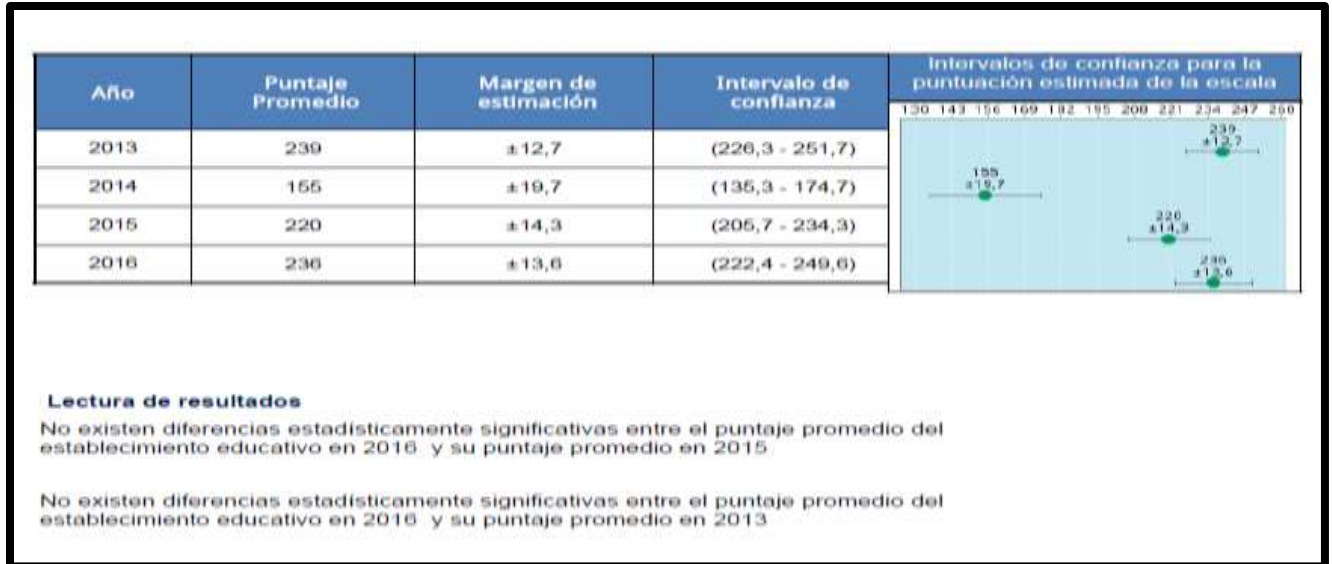 Año
Puntaje
Promedio
Margen de
estimación
Intervalo de
confianza
Intervalos de confianza para la
puntuación estimada de la escala
130 143 156 169 182 195 208 221 234 247 260
2013 239 ±12,7 (226,3 - 251,7)
239
±12,7
2014 155 ±19,7 (135,3 - 174,7)
155
±19,7
2015 220 ±14,3 (205,7 - 234,3)
220
±14,3
2016 236 ±13,6 (222,4 - 249,6)
236
±13,6
Lectura de resultados
No existen diferencias estadísticamente significativas entre el puntaje promedio del
establecimiento educativo en 2016 y su puntaje promedio en 2015
No existen diferencias estadísticamente significativas entre el puntaje promedio del
establecimiento educativo en 2016 y su puntaje promedio en 2013